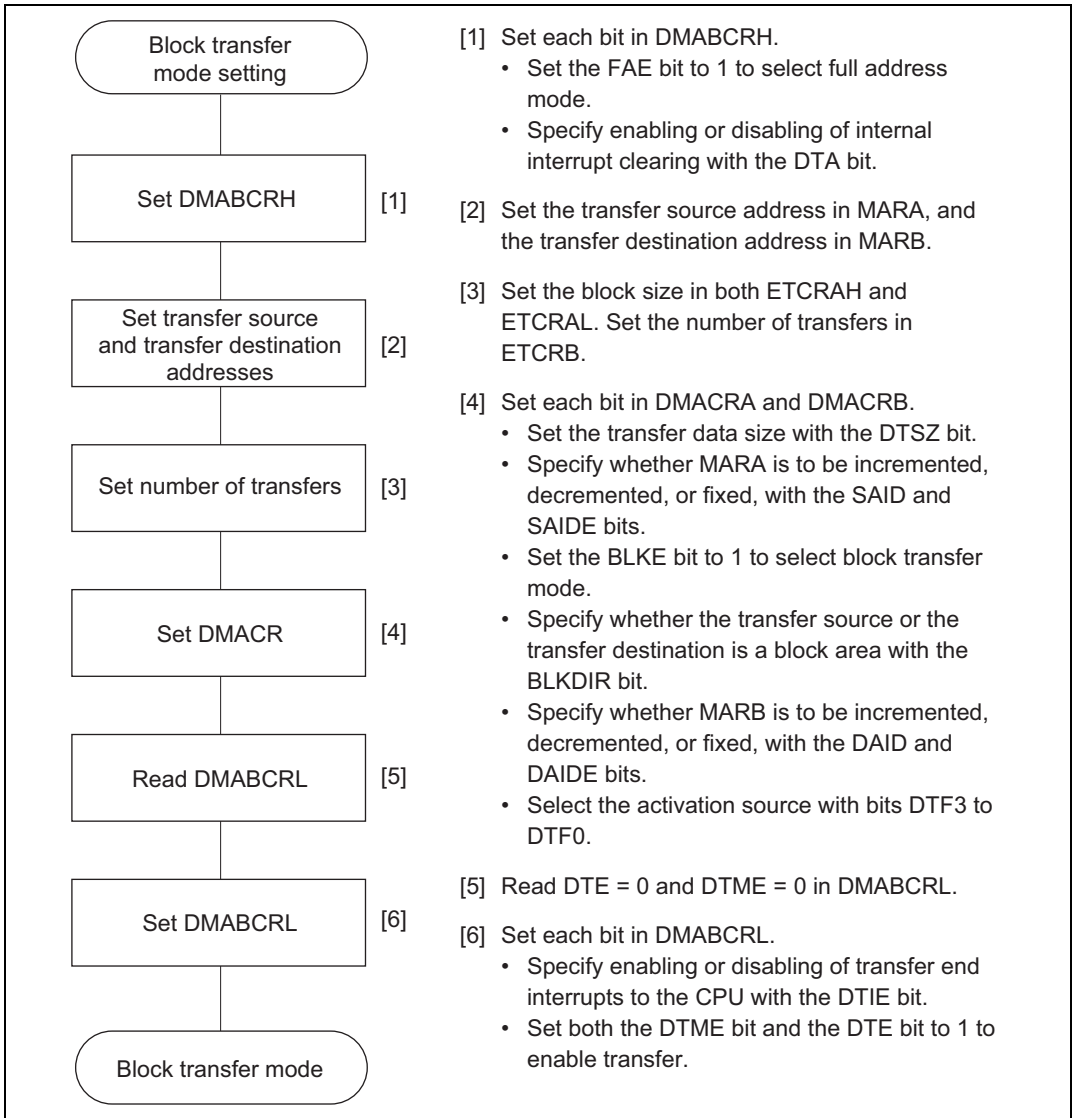 Block transfer
mode setting
Set DMABCRH
[1]
Set transfer source
and transfer destination
addresses
[2]
Set number of transfers
[3]
Set DMACR
[4]
Read DMABCRL
[5]
Set DMABCRL
[6]
Block transfer mode
[1] Set each bit in DMABCRH.
• Set the FAE bit to 1 to select full address
mode.
• Specify enabling or disabling of internal
interrupt clearing with the DTA bit.
[2] Set the transfer source address in MARA, and
the transfer destination address in MARB.
[3] Set the block size in both ETCRAH and
ETCRAL. Set the number of transfers in
ETCRB.
[4] Set each bit in DMACRA and DMACRB.
• Set the transfer data size with the DTSZ bit.
• Specify whether MARA is to be incremented,
decremented, or fixed, with the SAID and
SAIDE bits.
• Set the BLKE bit to 1 to select block transfer
mode.
• Specify whether the transfer source or the
transfer destination is a block area with the
BLKDIR bit.
• Specify whether MARB is to be incremented,
decremented, or fixed, with the DAID and
DAIDE bits.
• Select the activation source with bits DTF3 to
DTF0.
[5] Read DTE = 0 and DTME = 0 in DMABCRL.
[6] Set each bit in DMABCRL.
• Specify enabling or disabling of transfer end
interrupts to the CPU with the DTIE bit.
• Set both the DTME bit and the DTE bit to 1 to
enable transfer.